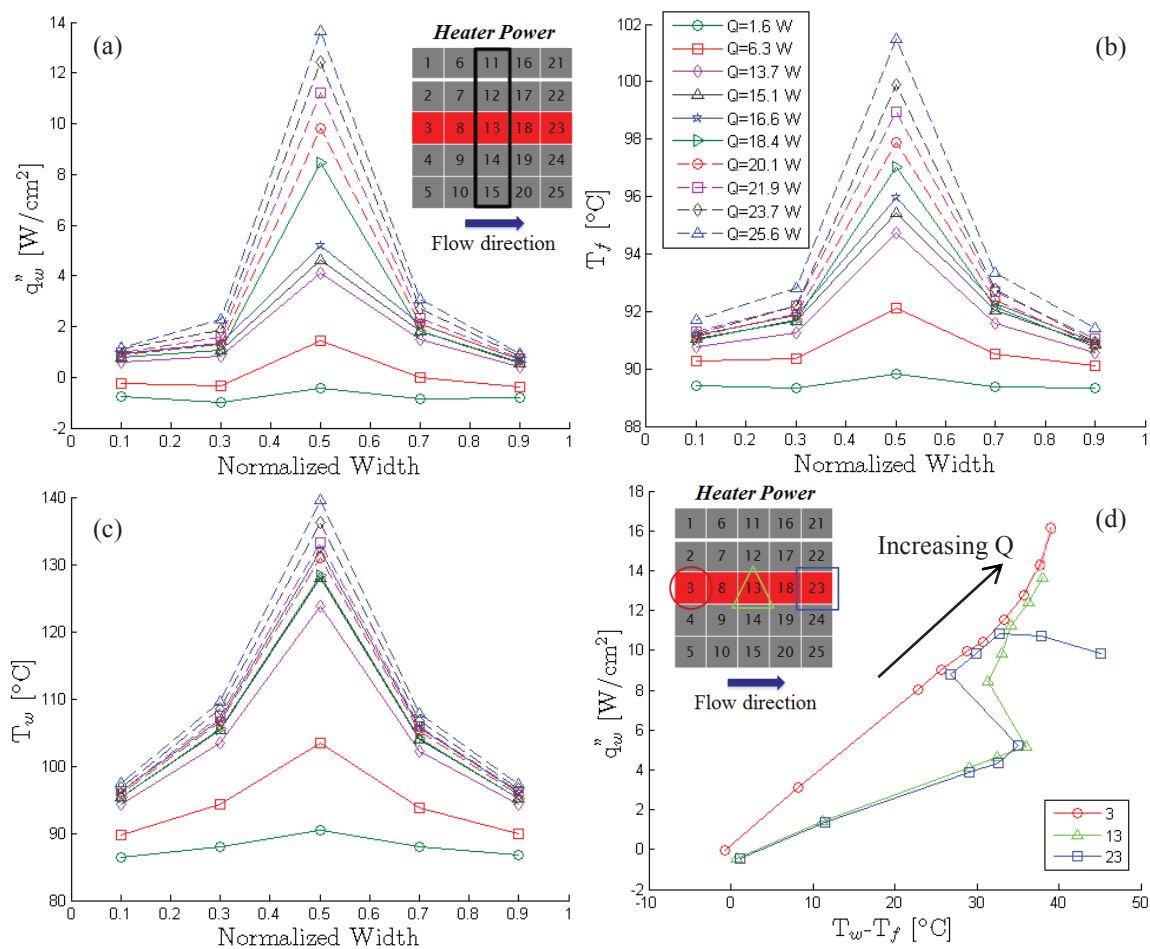 (a)
Heater Power
1 6 11 16 21
2 7 12 17 22
3 8 13 18 23
4 9 14 19 24
5 10 15 20 25
Flow direction
14
12
10
8
6
4
2
0
-2
q″w [W/cm²]
0 0.1 0.2 0.3 0.4 0.5 0.6 0.7 0.8 0.9 1
Normalized Width
(b)
Q=1.6 W
Q=6.3 W
Q=13.7 W
Q=15.1 W
Q=16.6 W
Q=18.4 W
Q=20.1 W
Q=21.9 W
Q=23.7 W
Q=25.6 W
102
100
98
96
94
92
90
88
T_f [°C]
0 0.1 0.2 0.3 0.4 0.5 0.6 0.7 0.8 0.9 1
Normalized Width
(c)
140
130
120
110
100
90
80
T_w [°C]
0 0.1 0.2 0.3 0.4 0.5 0.6 0.7 0.8 0.9 1
Normalized Width
(d)
Heater Power
1 6 11 16 21
2 7 12 17 22
3 8 13 18 23
4 9 14 19 24
5 10 15 20 25
Flow direction
Increasing Q
18
16
14
12
10
8
6
4
2
0
-2
q″w [W/cm²]
3
13
23
-10 0 10 20 30 40 50
T_w-T_f [°C]